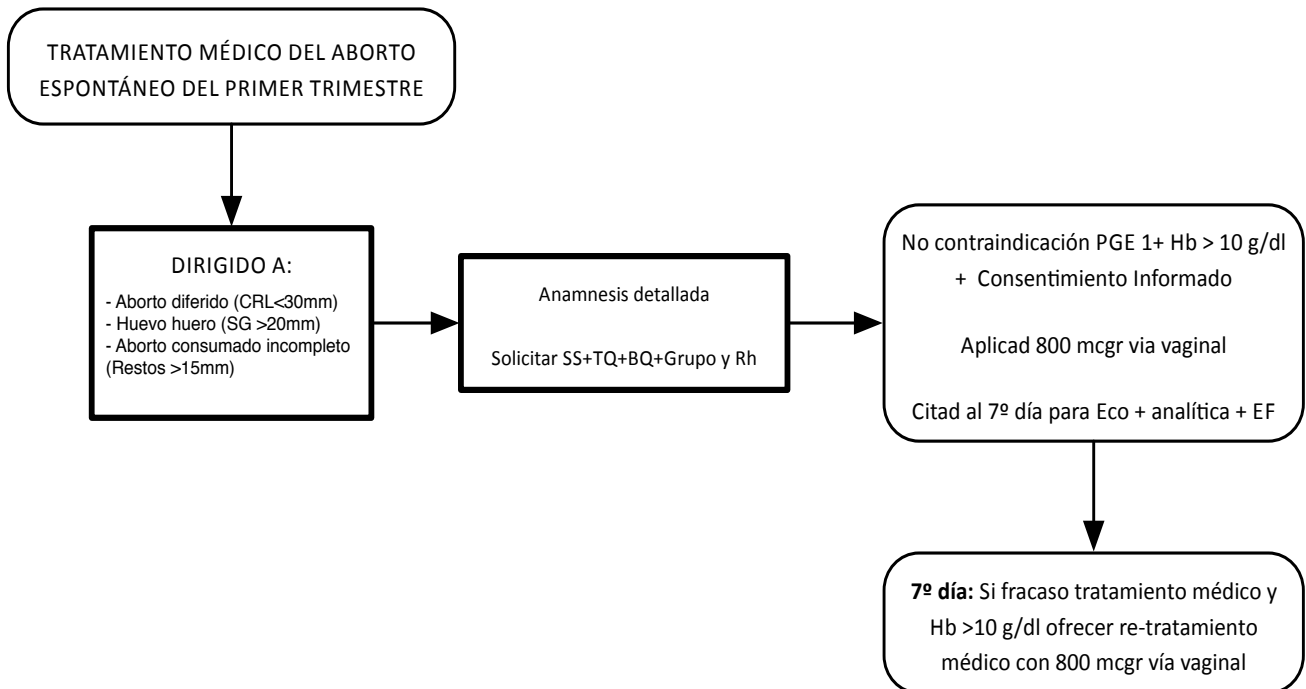 TRATAMIENTO MÉDICO DEL ABORTO
ESPONTÁNEO DEL PRIMER TRIMESTRE
DIRIGIDO A:
- Aborto diferido (CRL<30mm)
- Huevo huero (SG >20mm)
- Aborto consumado incompleto
(Restos >15mm)
Anamnesis detallada
Solicitar SS+TQ+BQ+Grupo y Rh
No contraindicación PGE 1+ Hb > 10 g/dl
+ Consentimiento Informado
Aplicad 800 mcgr via vaginal
Citad al 7º día para Eco + analítica + EF
7º día: Si fracaso tratamiento médico y
Hb >10 g/dl ofrecer re-tratamiento
médico con 800 mcgr vía vaginal